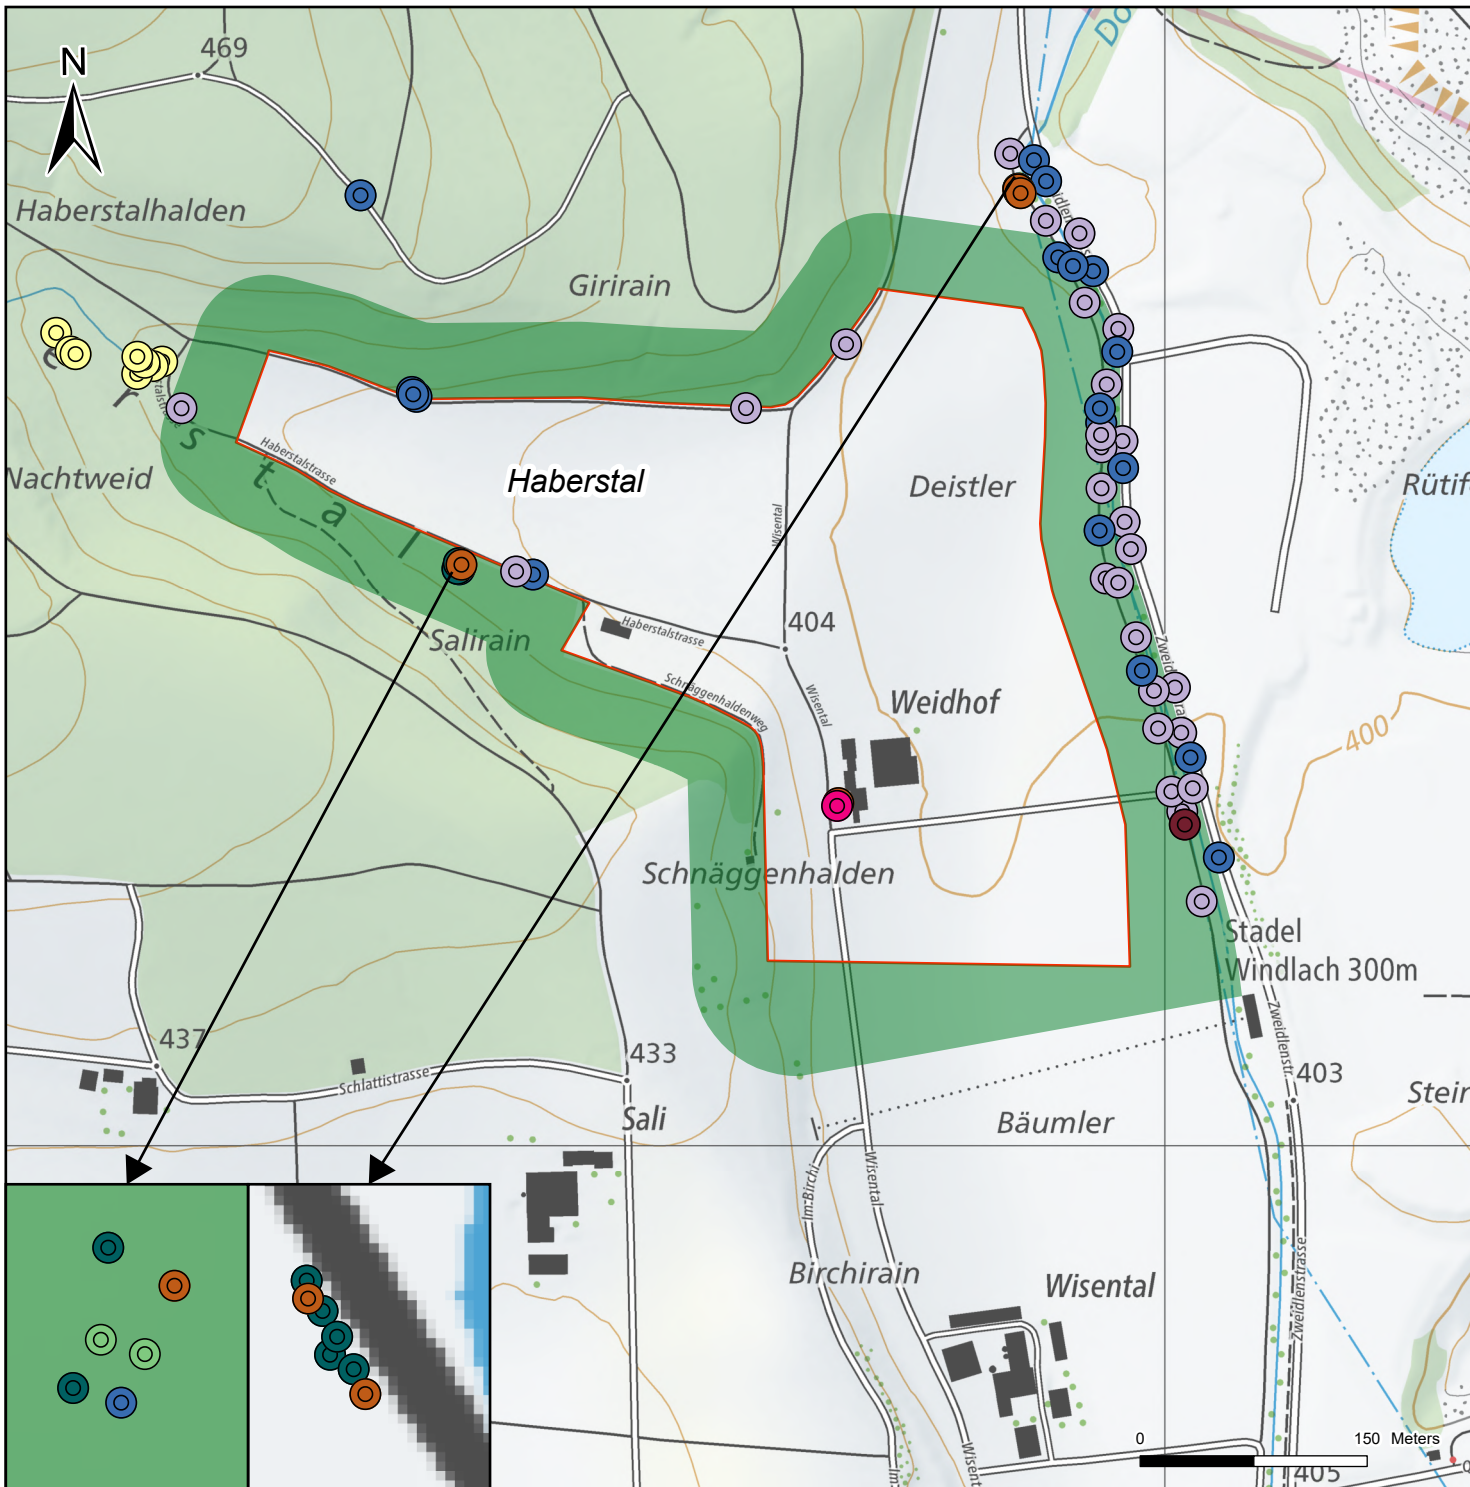 469
N
Haberstalhalden
Girirain
Haberstalstrasse
Nachtweid
s
t
a
l
e
r
Haberstal
Deistler
Wisental
Rütif
404
Haberstalstrasse
Salirain
Schnäggenhaldenweg
Wisental
Weidhof
400
Schnäggenhalden
Stadel
Windlach 300m
437
433
Schlattistrasse
Zweidlenstr.
403
Sali
Bäumler
Stein
Im Birchi
Wisental
Birchirain
Wisental
Zweidlenstrasse
0
150 Meters
Wisent
405